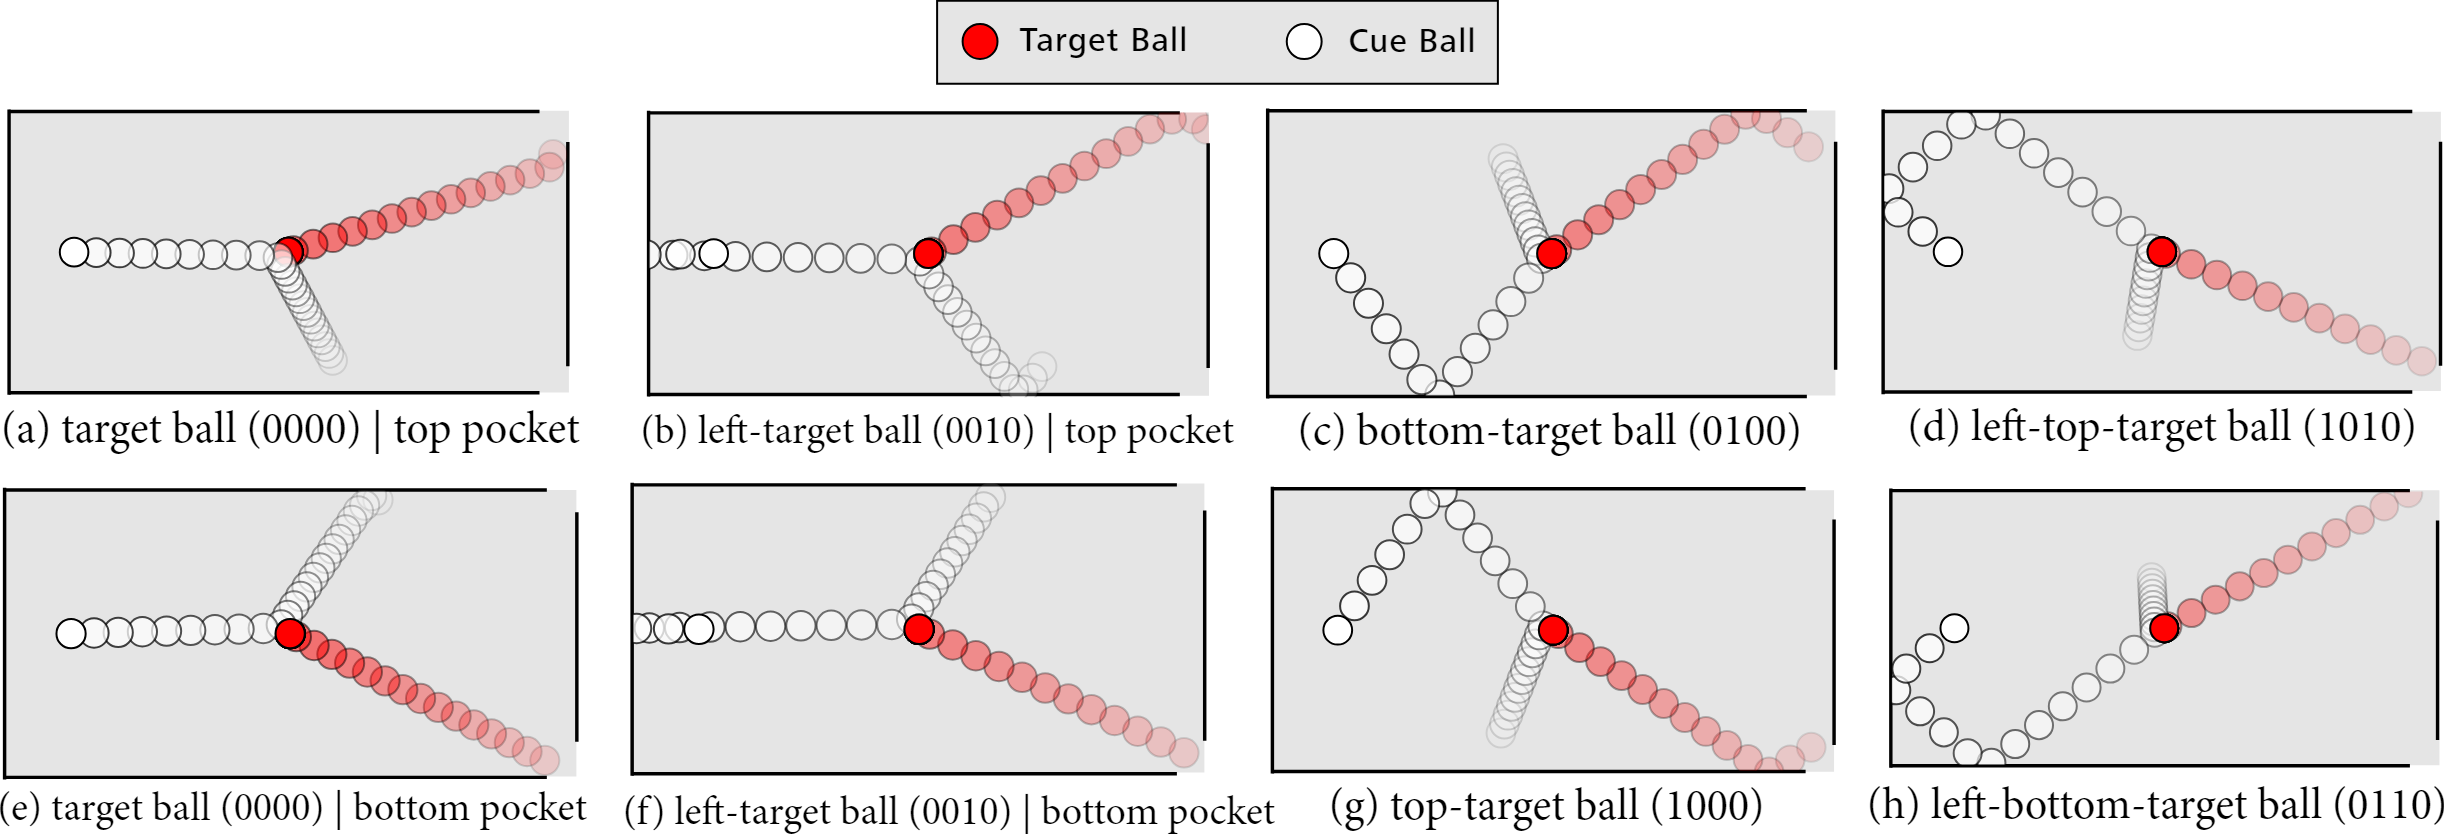 Target Ball Cue Ball
(a) target ball (0000) | top pocket
(b) left-target ball (0010) | top pocket
(c) bottom-target ball (0100)
(d) left-top-target ball (1010)
(e) target ball (0000) | bottom pocket
(f) left-target ball (0010) | bottom pocket
(g) top-target ball (1000)
(h) left-bottom-target ball (0110)